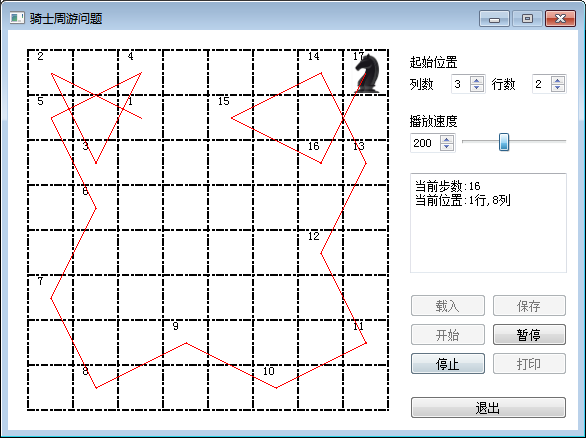 骑士周游问题
2 4 14 17
5 1 15
3 16 13
6
12
7
9 11
8 10
起始位置
列数 3 行数 2
播放速度
200
当前步数:16
当前位置:1行,8列
载入 保存
开始 暂停
停止 打印
退出